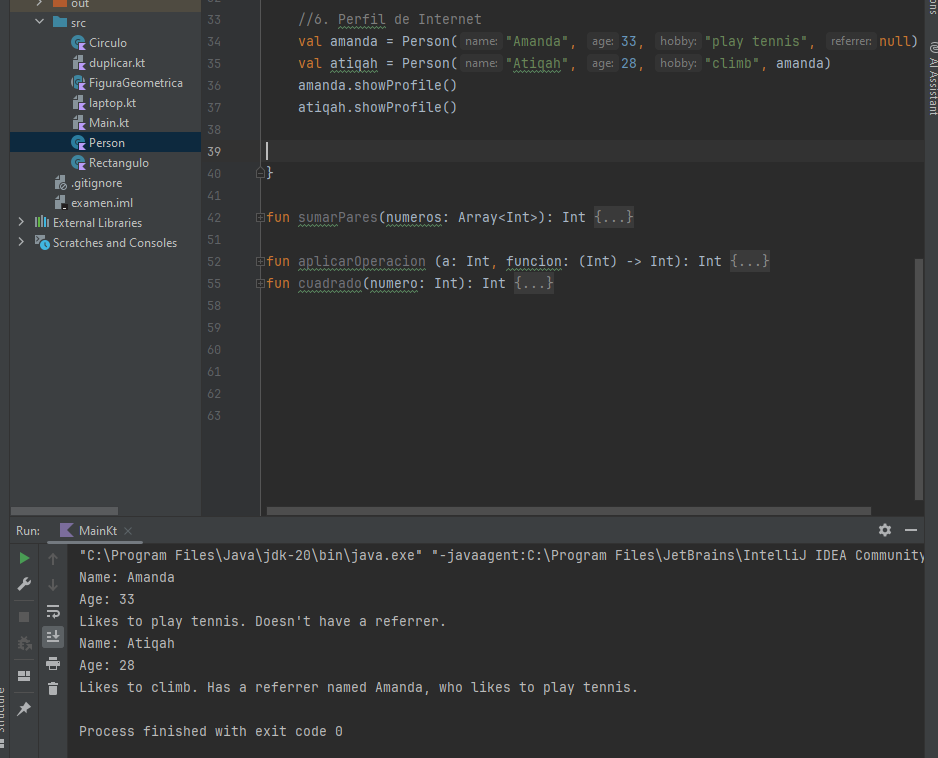 out
src
Circulo
duplicar.kt
FiguraGeometrica
laptop.kt
Main.kt
Person
Rectangulo
.gitignore
examen.iml
External Libraries
Scratches and Consoles
33 //6. Perfil de Internet
34 val amanda = Person( name: "Amanda", age: 33, hobby: "play tennis", referrer: null)
35 val atiqah = Person( name: "Atiqah", age: 28, hobby: "climb", amanda)
36 amanda.showProfile()
37 atiqah.showProfile()
38
39
40 }
41
42 fun sumarPares(numeros: Array<Int>): Int {...}
51
52 fun aplicarOperacion (a: Int, funcion: (Int) -> Int): Int {...}
55 fun cuadrado(numero: Int): Int {...}
58
59
60
61
62
63
AI Assistant
Run: MainKt
"C:\Program Files\Java\jdk-20\bin\java.exe" "-javaagent:C:\Program Files\JetBrains\IntelliJ IDEA Community
Name: Amanda
Age: 33
Likes to play tennis. Doesn't have a referrer.
Name: Atiqah
Age: 28
Likes to climb. Has a referrer named Amanda, who likes to play tennis.
Process finished with exit code 0